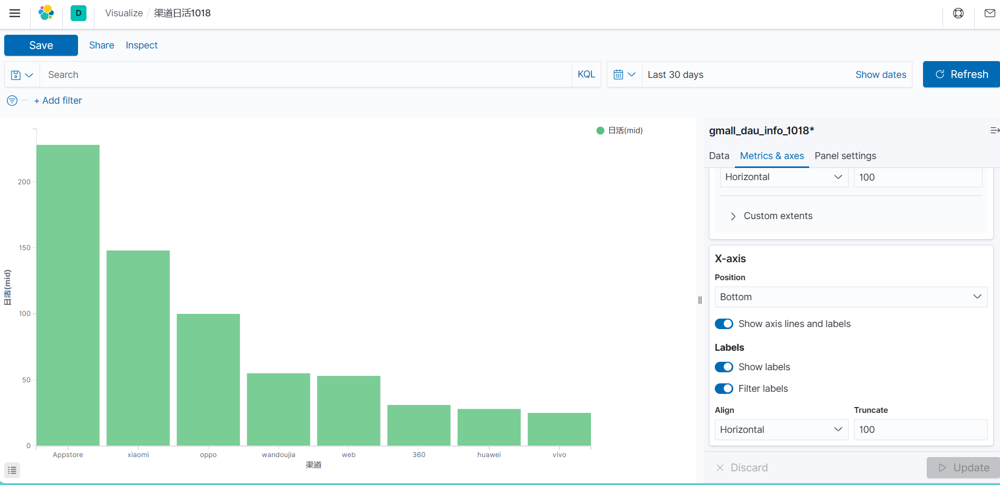 D
Visualize / 渠道日活1018
Save
Share
Inspect
Search
KQL
Last 30 days
Show dates
Refresh
+ Add filter
日活(mid)
200
150
100
50
0
日活(mid)
Appstore
xiaomi
oppo
wandoujia
web
360
huawei
vivo
渠道
gmall_dau_info_1018*
Data
Metrics & axes
Panel settings
Horizontal
100
Custom extents
X-axis
Position
Bottom
Show axis lines and labels
Labels
Show labels
Filter labels
Align
Truncate
Horizontal
100
Discard
Update